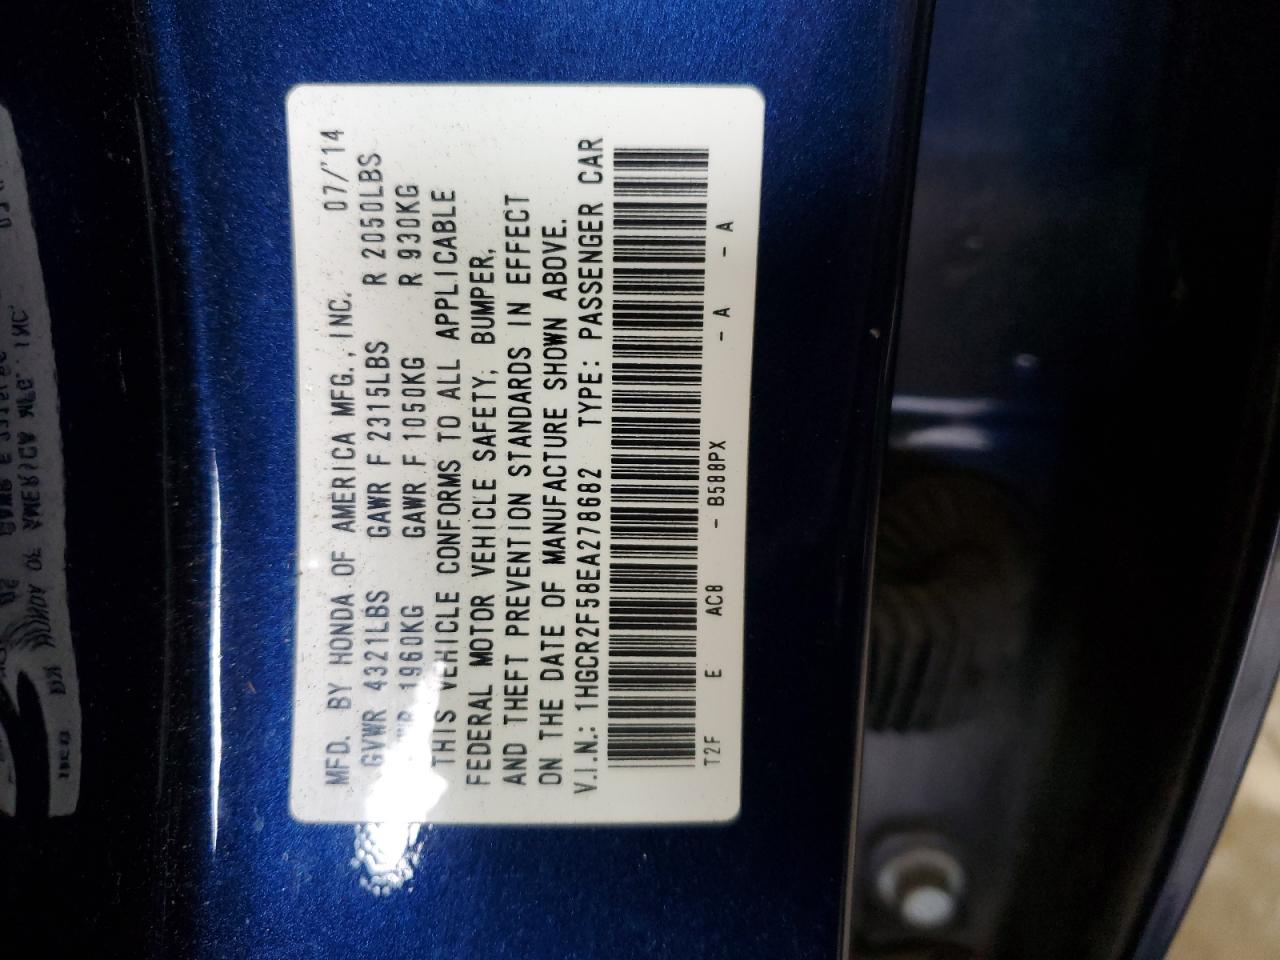 MFD. BY HONDA OF AMERICA MFG., INC. 07/'14
GVWR 4321LBS GAWR F 2315LBS R 2050LBS
1960KG GAWR F 1050KG R 930KG
THIS VEHICLE CONFORMS TO ALL APPLICABLE
FEDERAL MOTOR VEHICLE SAFETY, BUMPER,
AND THEFT PREVENTION STANDARDS IN EFFECT
ON THE DATE OF MANUFACTURE SHOWN ABOVE.
V.I.N.: 1HGCR2F58EA278682 TYPE: PASSENGER CAR
T2F E AC8 - B588PX - A - A